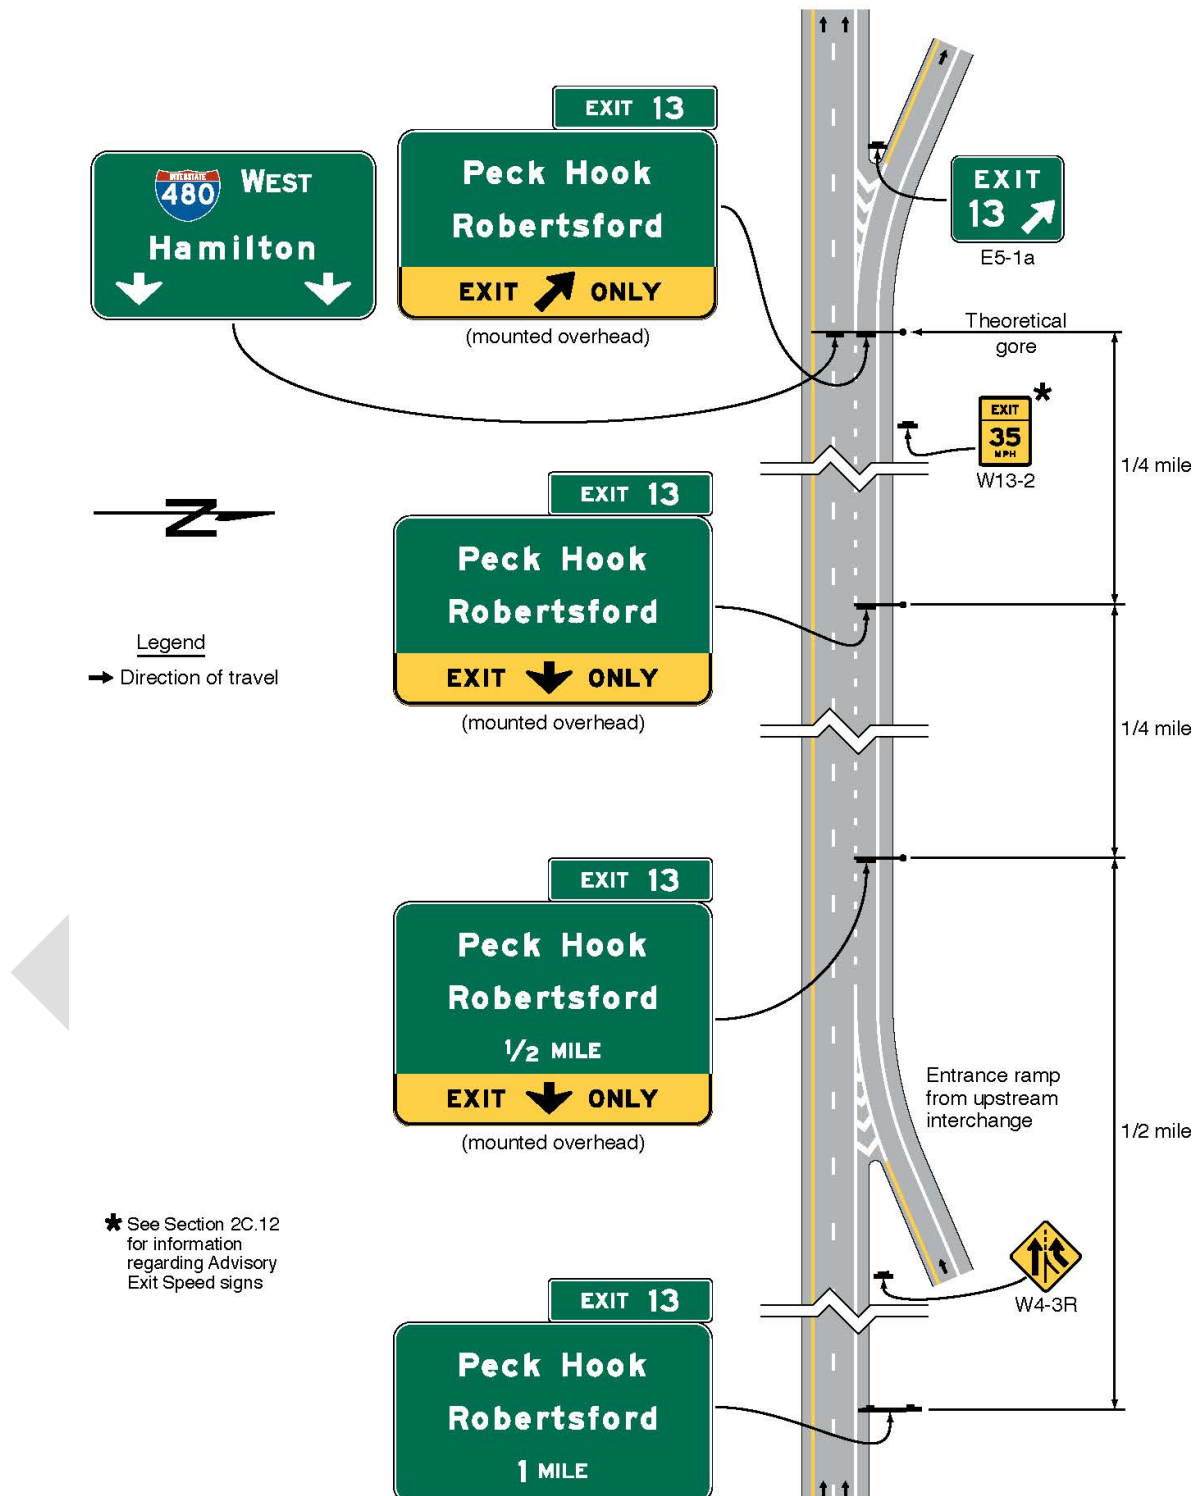 EXIT 13
Peck Hook
Robertsford
EXIT ONLY
(mounted overhead)
INTERSTATE
480
WEST
Hamilton
EXIT
13
E5-1a
Theoretical
gore
EXIT
35
MPH
*
W13-2
1/4 mile
N
EXIT 13
Peck Hook
Robertsford
EXIT ONLY
(mounted overhead)
Legend
Direction of travel
1/4 mile
EXIT 13
Peck Hook
Robertsford
1/2 MILE
EXIT ONLY
(mounted overhead)
Entrance ramp
from upstream
interchange
1/2 mile
* See Section 2C.12
for information
regarding Advisory
Exit Speed signs
W4-3R
EXIT 13
Peck Hook
Robertsford
1 MILE